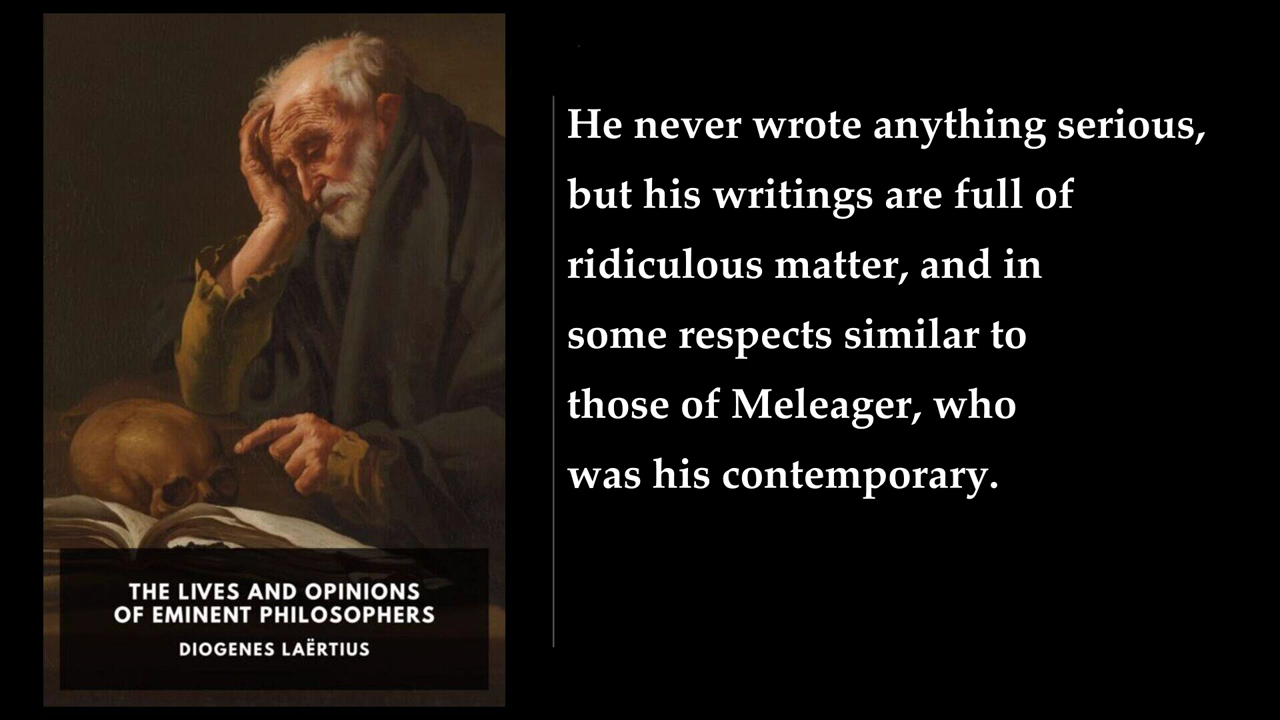 He never wrote anything serious,
but his writings are full of
ridiculous matter, and in
some respects similar to
those of Meleager, who
was his contemporary.
THE LIVES AND OPINIONS
OF EMINENT PHILOSOPHERS
DIOGENES LAËRTIUS